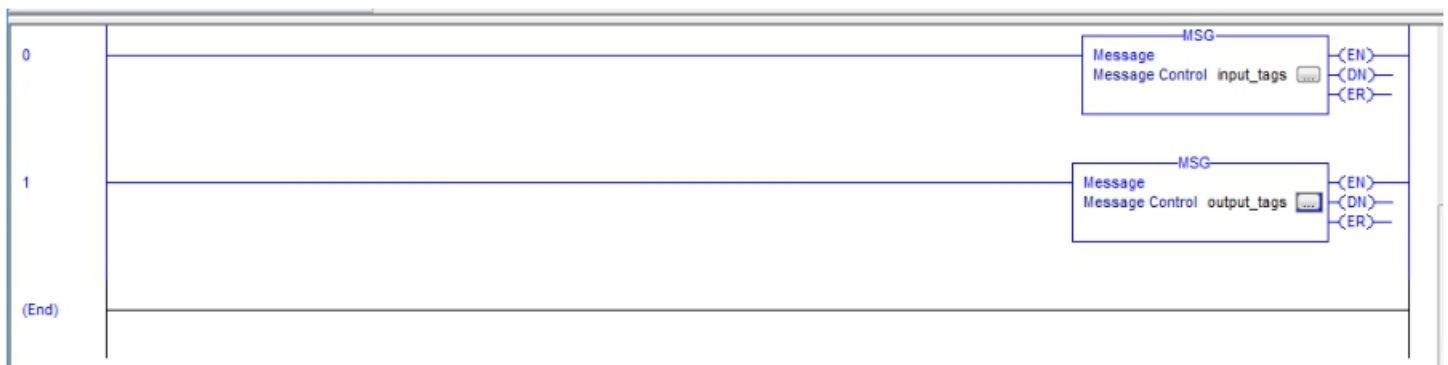 MSG
0
Message
(EN)
Message Control input_tags ...
(DN)
(ER)
MSG
1
Message
(EN)
Message Control output_tags ...
(DN)
(ER)
(End)